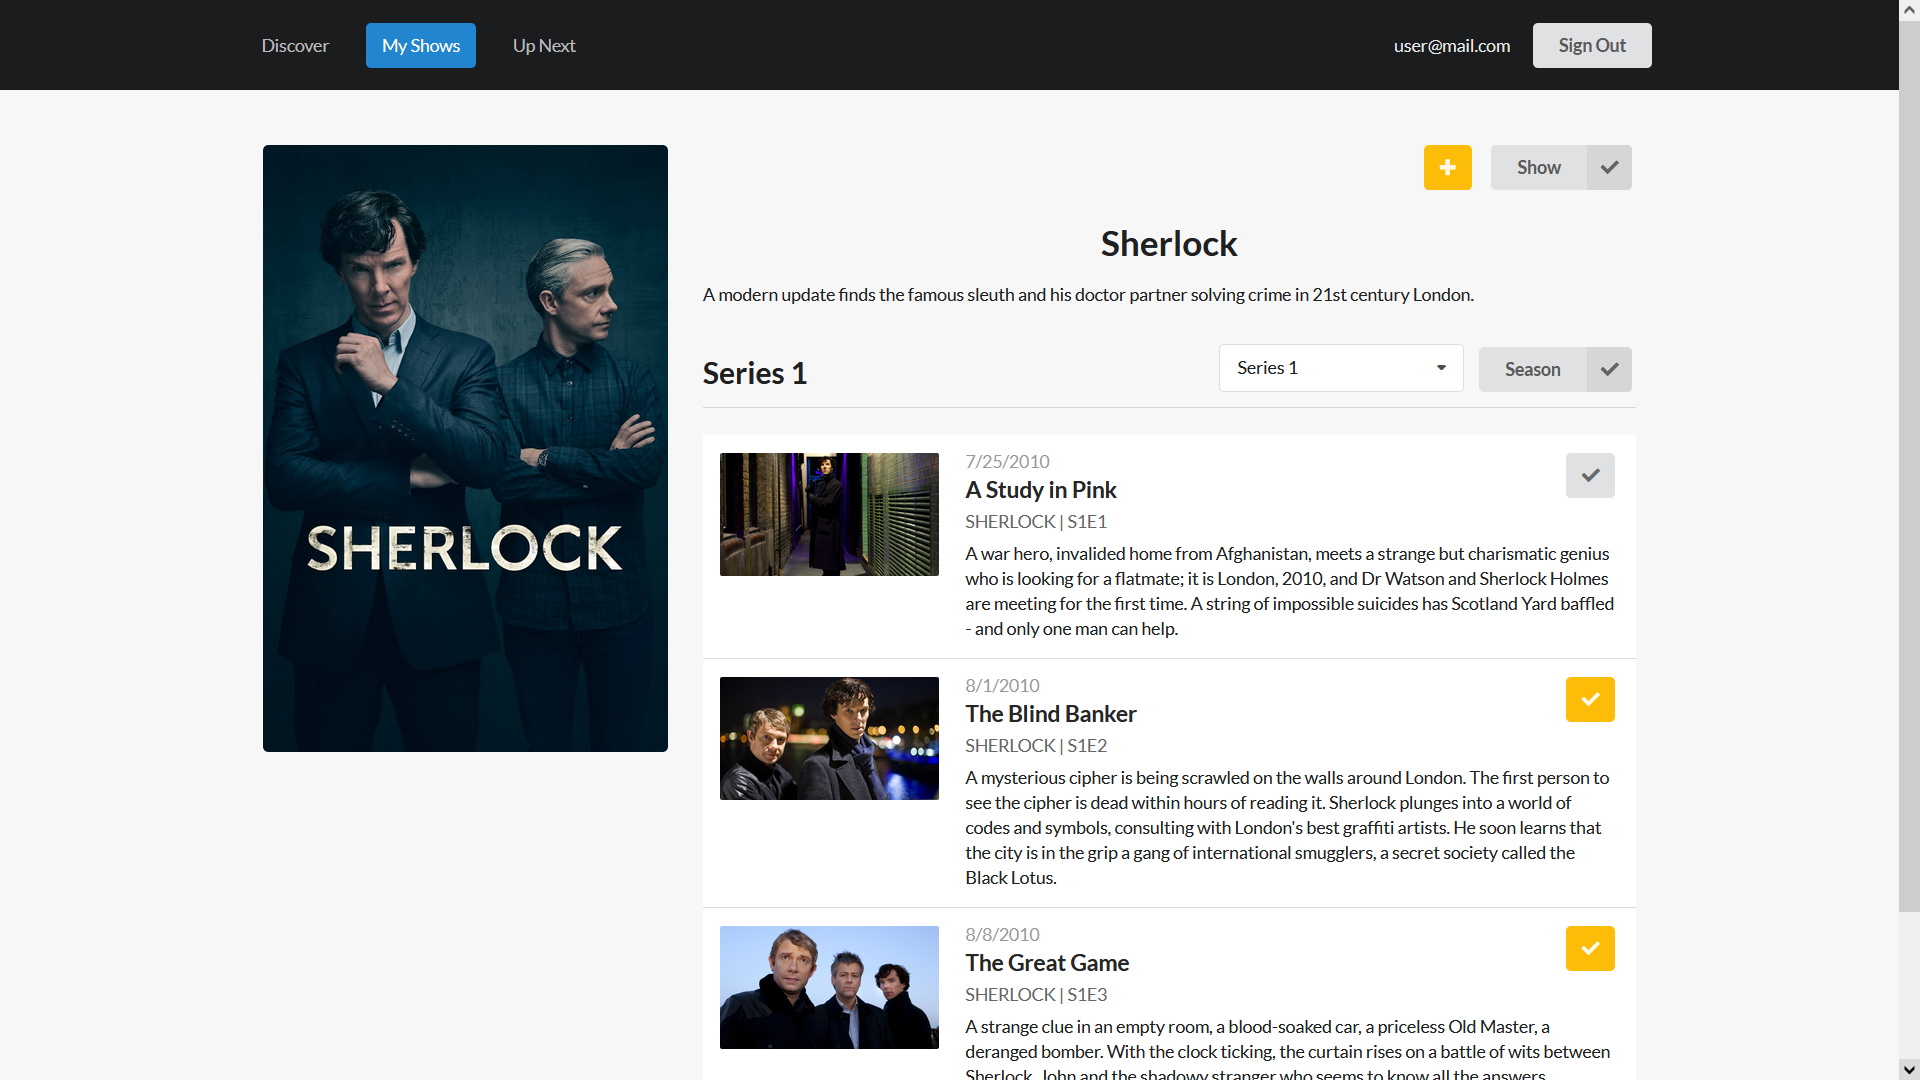 Discover
My Shows
Up Next
user@mail.com
Sign Out
SHERLOCK
Show
Sherlock
A modern update finds the famous sleuth and his doctor partner solving crime in 21st century London.
Series 1
Series 1
Season
7/25/2010
A Study in Pink
SHERLOCK | S1E1
A war hero, invalided home from Afghanistan, meets a strange but charismatic genius
who is looking for a flatmate; it is London, 2010, and Dr Watson and Sherlock Holmes
are meeting for the first time. A string of impossible suicides has Scotland Yard baffled
- and only one man can help.
8/1/2010
The Blind Banker
SHERLOCK | S1E2
A mysterious cipher is being scrawled on the walls around London. The first person to
see the cipher is dead within hours of reading it. Sherlock plunges into a world of
codes and symbols, consulting with London's best graffiti artists. He soon learns that
the city is in the grip a gang of international smugglers, a secret society called the
Black Lotus.
8/8/2010
The Great Game
SHERLOCK | S1E3
A strange clue in an empty room, a blood-soaked car, a priceless Old Master, a
deranged bomber. With the clock ticking, the curtain rises on a battle of wits between
Sherlock, John and the shadowy stranger who seems to know all the answers.